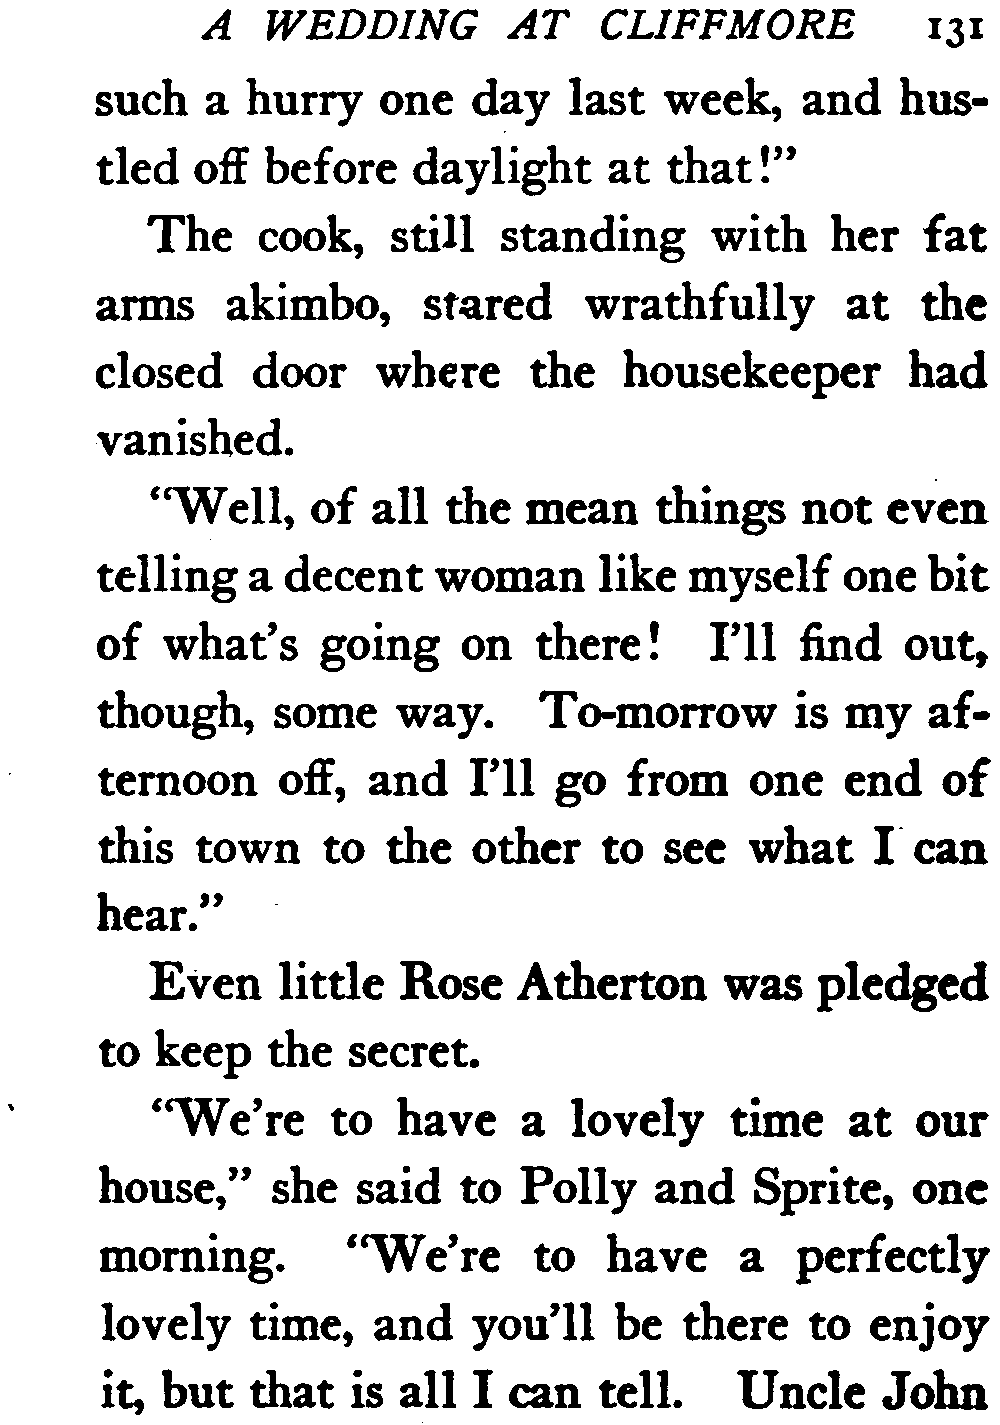 A WEDDING AT CLIFFMORE 131
such a hurry one day last week, and hus-
tled off before daylight at that!"
The cook, still standing with her fat
arms akimbo, stared wrathfully at the
closed door where the housekeeper had
vanished.
"Well, of all the mean things not even
telling a decent woman like myself one bit
of what's going on there! I'll find out,
though, some way. To-morrow is my af-
ternoon off, and I'll go from one end of
this town to the other to see what I can
hear."
Even little Rose Atherton was pledged
to keep the secret.
"We're to have a lovely time at our
house," she said to Polly and Sprite, one
morning. "We're to have a perfectly
lovely time, and you'll be there to enjoy
it, but that is all I can tell. Uncle John